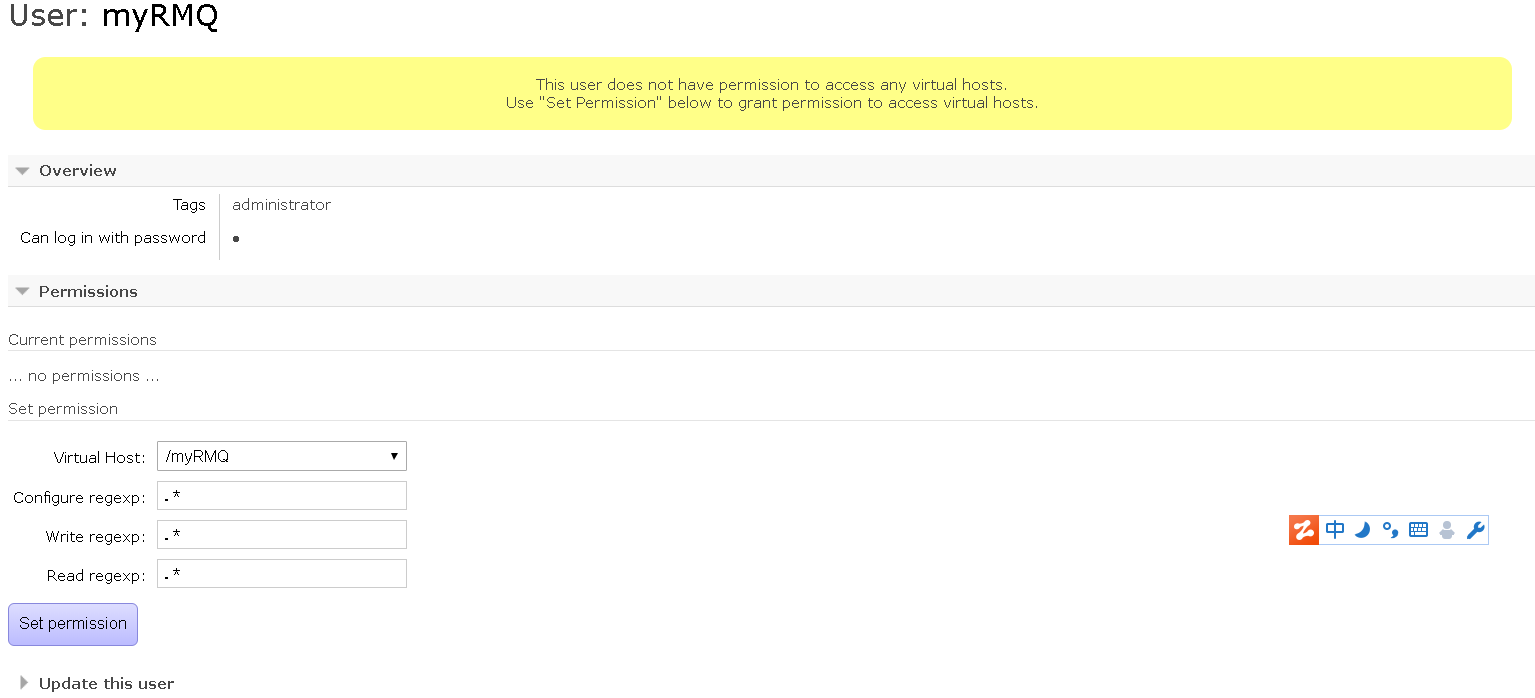 User: myRMQ
This user does not have permission to access any virtual hosts.
Use "Set Permission" below to grant permission to access virtual hosts.
Overview
Tags administrator
Can log in with password ●
Permissions
Current permissions
... no permissions ...
Set permission
Virtual Host: /myRMQ
Configure regexp: .*
Write regexp: .*
中
Read regexp: .*
Set permission
Update this user